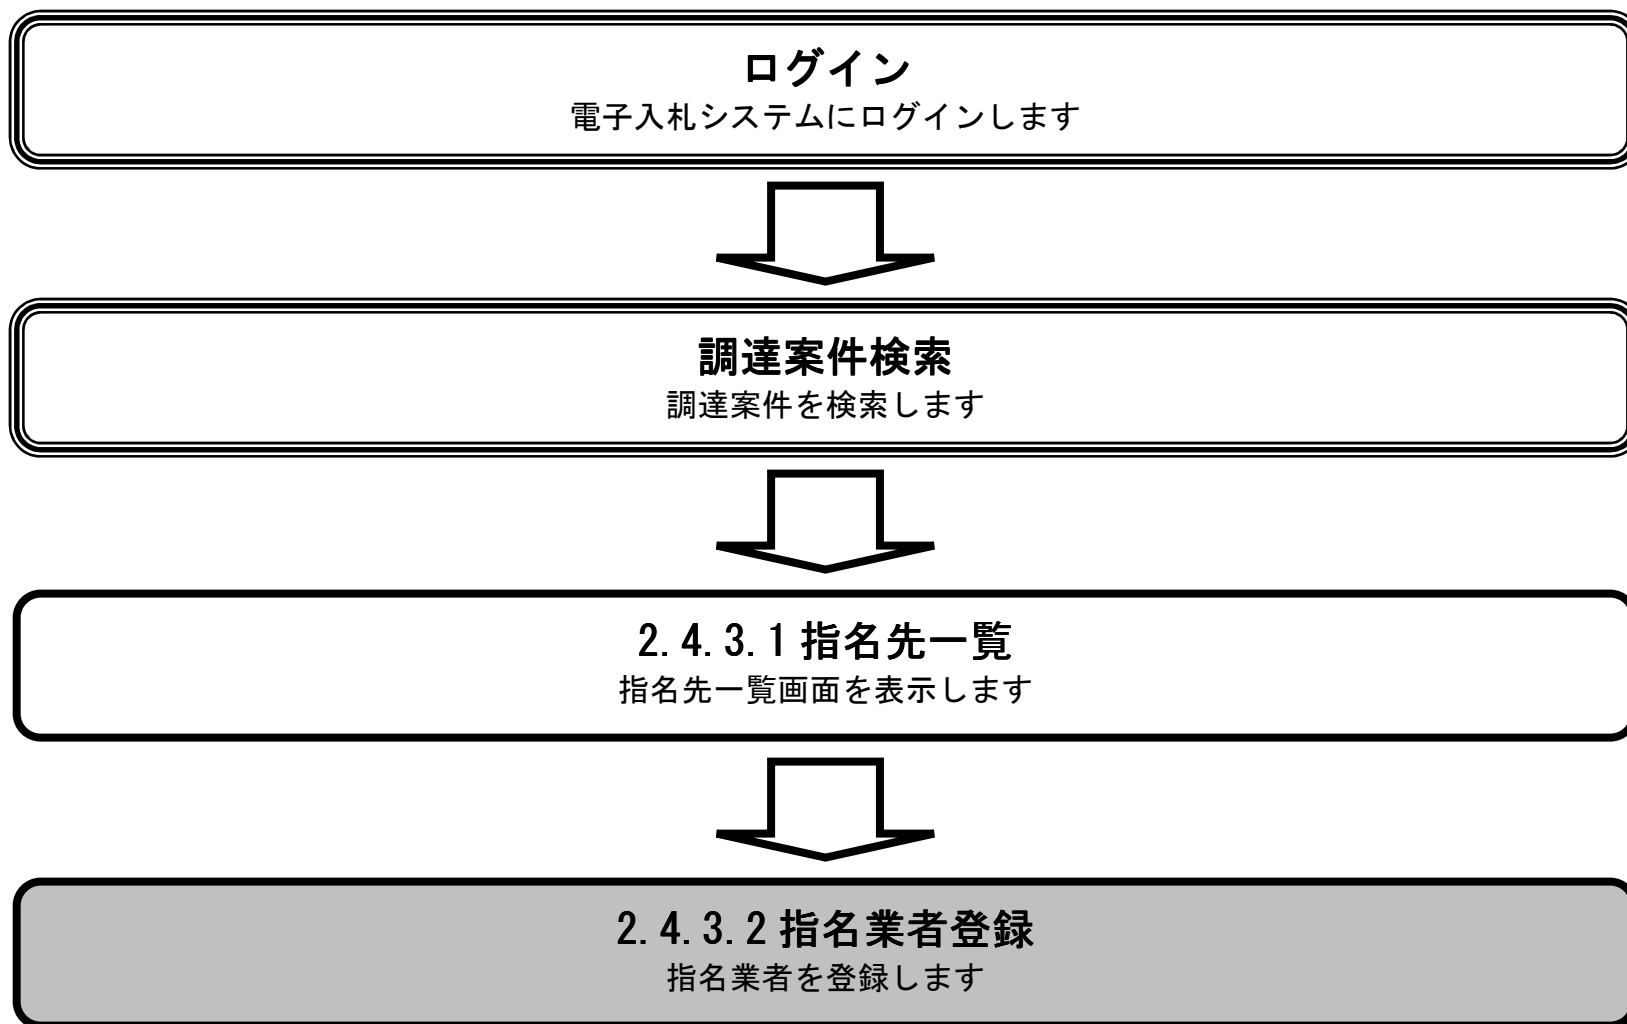 ログイン
電子入札システムにログインします
調達案件検索
調達案件を検索します
2.4.3.1指名先一覧
指名先一覧画面を表示します
2.4.3.2指名業者登録
指名業者を登録します